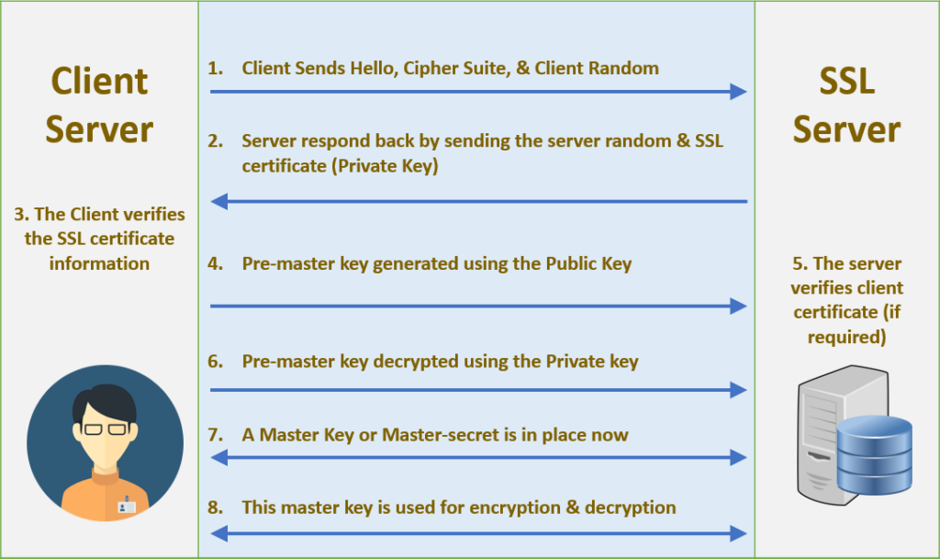 Client
Server
SSL
Server
1. Client Sends Hello, Cipher Suite, & Client Random
2. Server respond back by sending the server random & SSL
certificate (Private Key)
3. The Client verifies
the SSL certificate
information
4. Pre-master key generated using the Public Key
5. The server
verifies client
certificate (if
required)
6. Pre-master key decrypted using the Private key
7. A Master Key or Master-secret is in place now
8. This master key is used for encryption & decryption